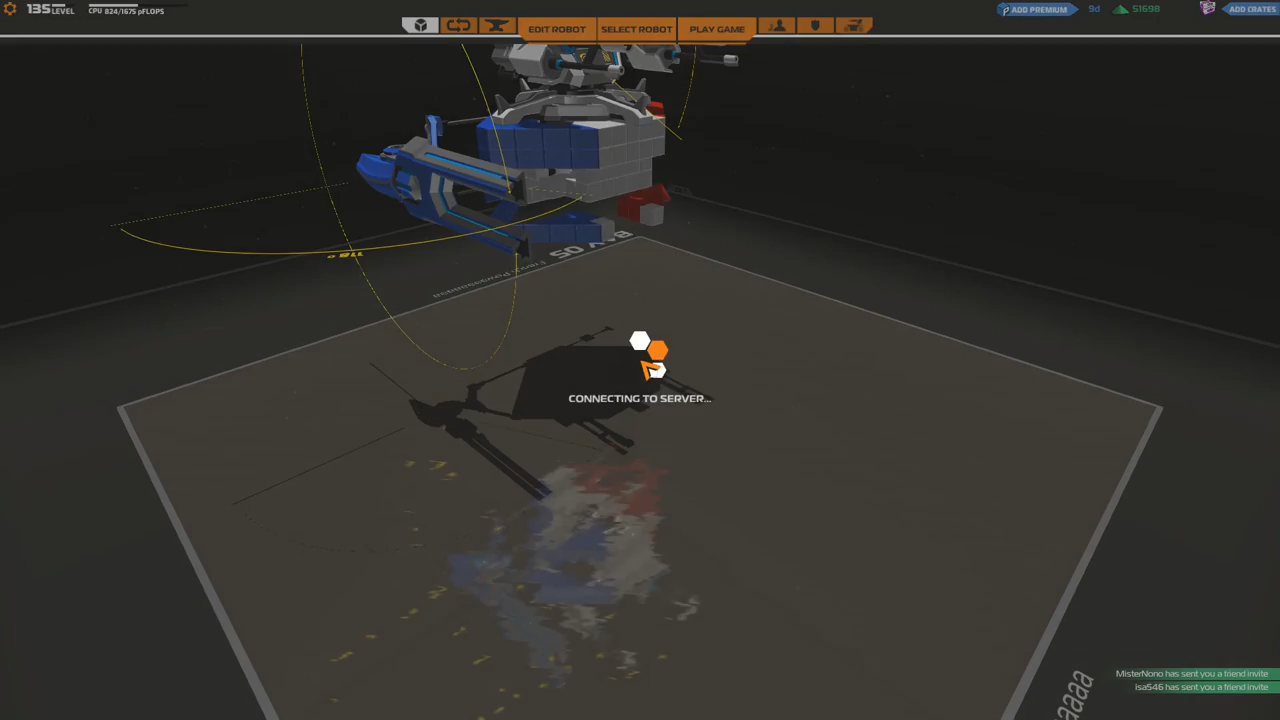 135 LEVEL
CPU 824/1675 pFLOPS
EDIT ROBOT
SELECT ROBOT
PLAY GAME
ADD PREMIUM
9d
51698
ADD CRATES
CONNECTING TO SERVER...
MisterNono has sent you a friend invite
isa546 has sent you a friend invite